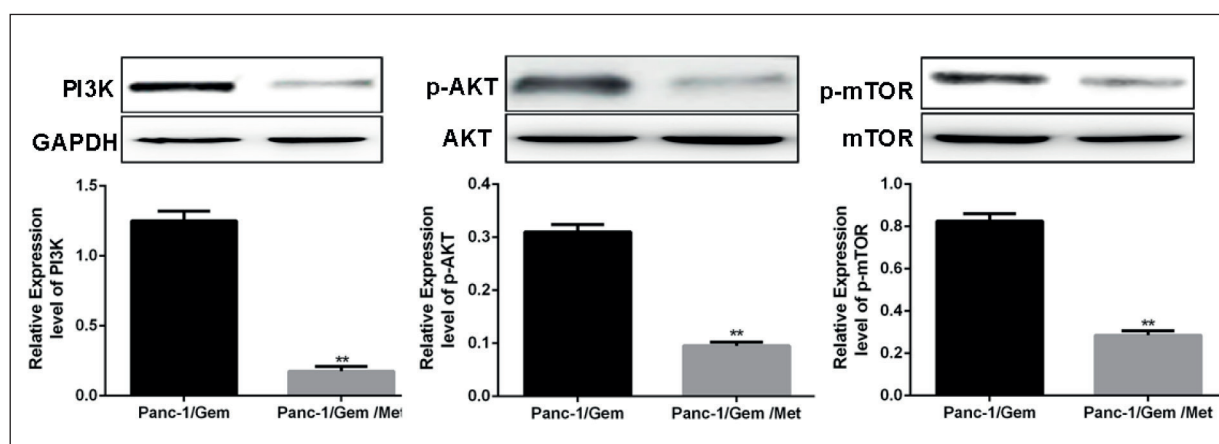 PI3K
GAPDH
Relative Expression
level of PI3K
1.5
1.0
0.5
0.0
**
Panc-1/Gem
Panc-1/Gem /Met
p-AKT
AKT
Relative Expression
level of p-AKT
0.4
0.3
0.2
0.1
0.0
**
Panc-1/Gem
Panc-1/Gem /Met
p-mTOR
mTOR
Relative Expression
level of p-mTOR
1.0
0.8
0.6
0.4
0.2
0.0
**
Panc-1/Gem
Panc-1/Gem /Met